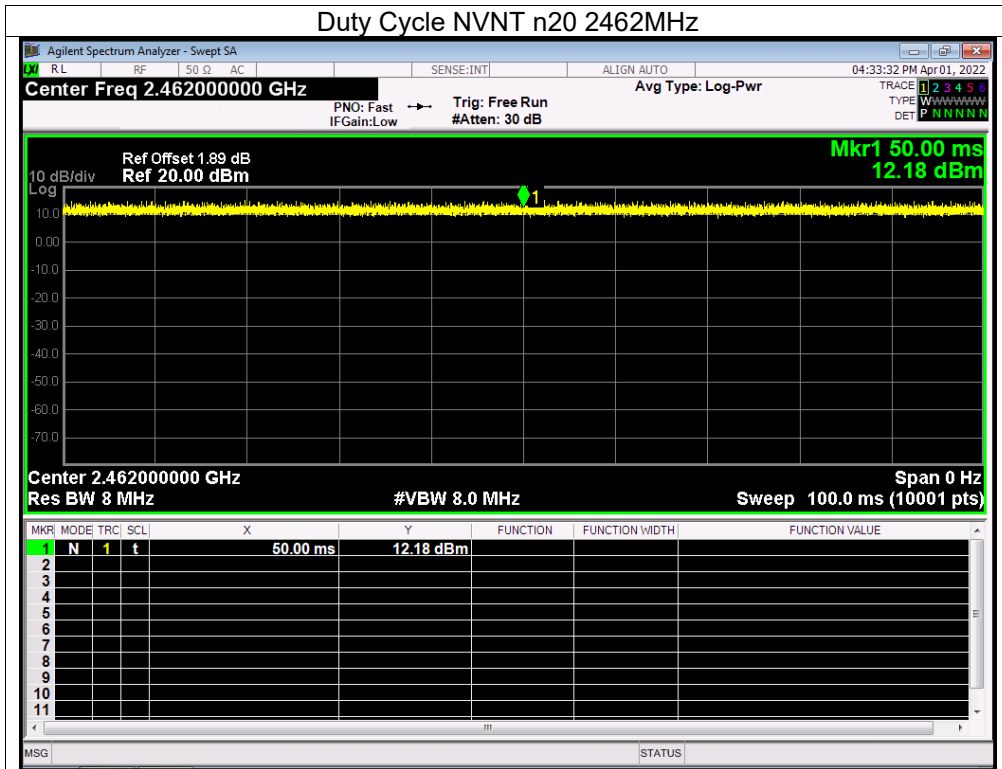 Duty Cycle NVNT n20 2462MHz
Agilent Spectrum Analyzer - Swept SA
LXI RL RF 50 Ω AC SENSE:INT ALIGN AUTO 04:33:32 PM Apr 01, 2022
Center Freq 2.462000000 GHz Avg Type: Log-Pwr TRACE 1 2 3 4 5 6
PNO: Fast Trig: Free Run TYPE WWWWWW
IFGain:Low #Atten: 30 dB DET P N N N N N
Mkr1 50.00 ms
Ref Offset 1.89 dB
10 dB/div Ref 20.00 dBm 12.18 dBm
Log
1
10.0
0.00
-10.0
-20.0
-30.0
-40.0
-50.0
-60.0
-70.0
Center 2.462000000 GHz Span 0 Hz
Res BW 8 MHz #VBW 8.0 MHz Sweep 100.0 ms (10001 pts)
MKR MODE TRC SCL X Y FUNCTION FUNCTION WIDTH FUNCTION VALUE
1 N 1 t 50.00 ms 12.18 dBm
2
3
4
5
6
7
8
9
10
11
MSG STATUS